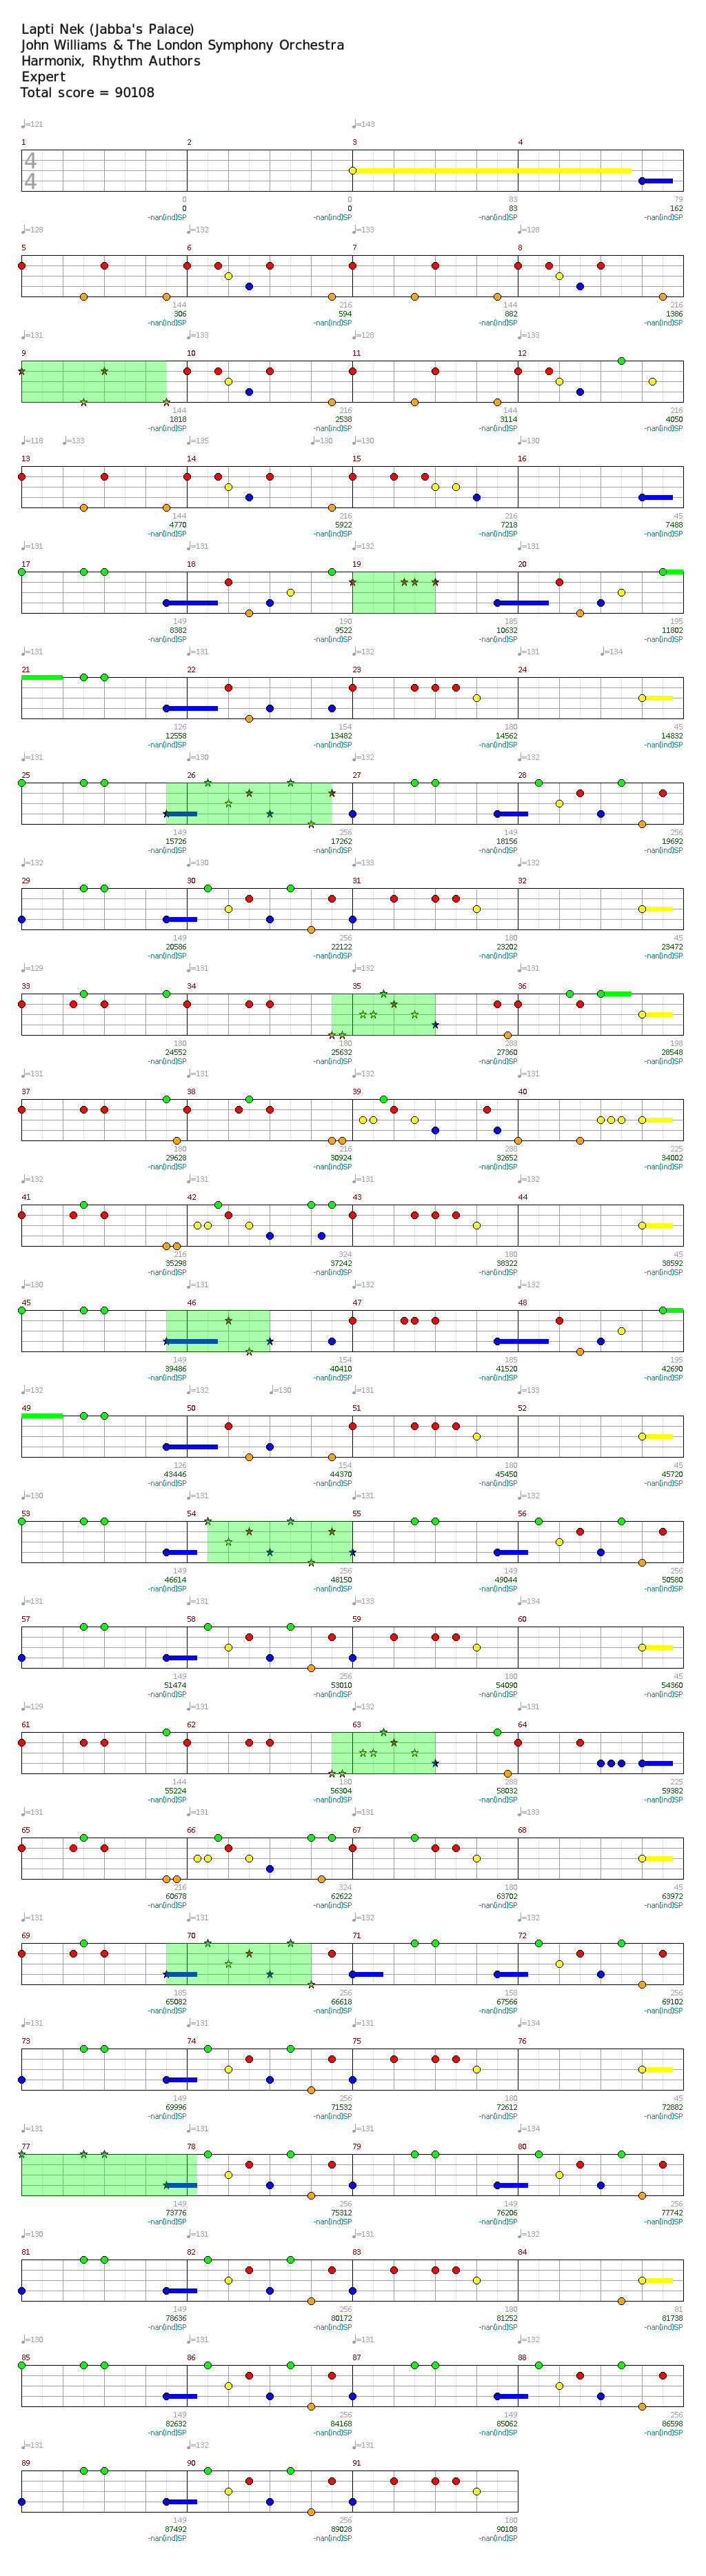 Lapti Nek (Jabba's Palace)
John Williams & The London Symphony Orchestra
Harmonix, Rhythm Authors
Expert
Total score = 90108
♩=121 ♩=143
1 2 3 4
4
4
0 0 83 79
0 0 83 162
-nan(ind)SP -nan(ind)SP -nan(ind)SP -nan(ind)SP
♩=128 ♩=132 ♩=133 ♩=128
5 6 7 8
144 216 144 216
306 594 882 1386
-nan(ind)SP -nan(ind)SP -nan(ind)SP -nan(ind)SP
♩=131 ♩=133 ♩=128 ♩=133
9 10 11 12
144 216 144 216
1818 2538 3114 4050
-nan(ind)SP -nan(ind)SP -nan(ind)SP -nan(ind)SP
♩=118 ♩=133 ♩=135 ♩=130 ♩=130 ♩=130
13 14 15 16
144 216 216 45
4770 5922 7218 7488
-nan(ind)SP -nan(ind)SP -nan(ind)SP -nan(ind)SP
♩=131 ♩=131 ♩=131 ♩=131
17 18 19 20
149 190 185 195
8382 9522 10632 11802
-nan(ind)SP -nan(ind)SP -nan(ind)SP -nan(ind)SP
♩=131 ♩=131 ♩=132 ♩=131 ♩=134
21 22 23 24
126 154 180 45
12558 13482 14562 14832
-nan(ind)SP -nan(ind)SP -nan(ind)SP -nan(ind)SP
♩=131 ♩=130 ♩=132 ♩=132
25 26 27 28
149 256 149 256
15726 17262 18156 19692
-nan(ind)SP -nan(ind)SP -nan(ind)SP -nan(ind)SP
♩=132 ♩=130 ♩=133 ♩=132
29 30 31 32
149 256 180 45
20586 22122 23202 23472
-nan(ind)SP -nan(ind)SP -nan(ind)SP -nan(ind)SP
♩=129 ♩=131 ♩=132 ♩=131
33 34 35 36
180 180 288 198
24552 25632 27360 28548
-nan(ind)SP -nan(ind)SP -nan(ind)SP -nan(ind)SP
♩=131 ♩=131 ♩=131 ♩=131
37 38 39 40
180 216 288 225
29628 30924 32652 34002
-nan(ind)SP -nan(ind)SP -nan(ind)SP -nan(ind)SP
♩=132 ♩=131 ♩=131 ♩=132
41 42 43 44
216 324 180 45
35298 37242 38322 38592
-nan(ind)SP -nan(ind)SP -nan(ind)SP -nan(ind)SP
♩=130 ♩=131 ♩=132 ♩=132
45 46 47 48
149 154 185 195
39486 40410 41520 42690
-nan(ind)SP -nan(ind)SP -nan(ind)SP -nan(ind)SP
♩=132 ♩=132 ♩=130 ♩=131 ♩=133
49 50 51 52
126 154 180 45
43446 44370 45450 45720
-nan(ind)SP -nan(ind)SP -nan(ind)SP -nan(ind)SP
♩=130 ♩=131 ♩=131 ♩=132
53 54 55 56
149 256 149 256
46614 48150 49044 50580
-nan(ind)SP -nan(ind)SP -nan(ind)SP -nan(ind)SP
♩=131 ♩=131 ♩=133 ♩=134
57 58 59 60
149 256 180 45
51474 53010 54090 54360
-nan(ind)SP -nan(ind)SP -nan(ind)SP -nan(ind)SP
♩=129 ♩=131 ♩=132 ♩=131
61 62 63 64
144 180 288 225
55224 56304 58032 59382
-nan(ind)SP -nan(ind)SP -nan(ind)SP -nan(ind)SP
♩=131 ♩=131 ♩=131 ♩=133
65 66 67 68
216 324 180 45
60678 62622 63702 63972
-nan(ind)SP -nan(ind)SP -nan(ind)SP -nan(ind)SP
♩=131 ♩=131 ♩=132 ♩=132
69 70 71 72
185 256 158 256
65082 66618 67566 69102
-nan(ind)SP -nan(ind)SP -nan(ind)SP -nan(ind)SP
♩=131 ♩=131 ♩=131 ♩=134
73 74 75 76
149 256 180 45
69996 71532 72612 72882
-nan(ind)SP -nan(ind)SP -nan(ind)SP -nan(ind)SP
♩=131 ♩=131 ♩=131 ♩=134
77 78 79 80
149 256 149 256
73776 75312 76206 77742
-nan(ind)SP -nan(ind)SP -nan(ind)SP -nan(ind)SP
♩=130 ♩=131 ♩=131 ♩=132
81 82 83 84
149 256 180 81
78636 80172 81252 81738
-nan(ind)SP -nan(ind)SP -nan(ind)SP -nan(ind)SP
♩=130 ♩=131 ♩=131 ♩=132
85 86 87 88
149 256 149 256
82632 84168 85062 86598
-nan(ind)SP -nan(ind)SP -nan(ind)SP -nan(ind)SP
♩=131 ♩=132 ♩=131
89 90 91
149 256 180
87492 89028 90108
-nan(ind)SP -nan(ind)SP -nan(ind)SP